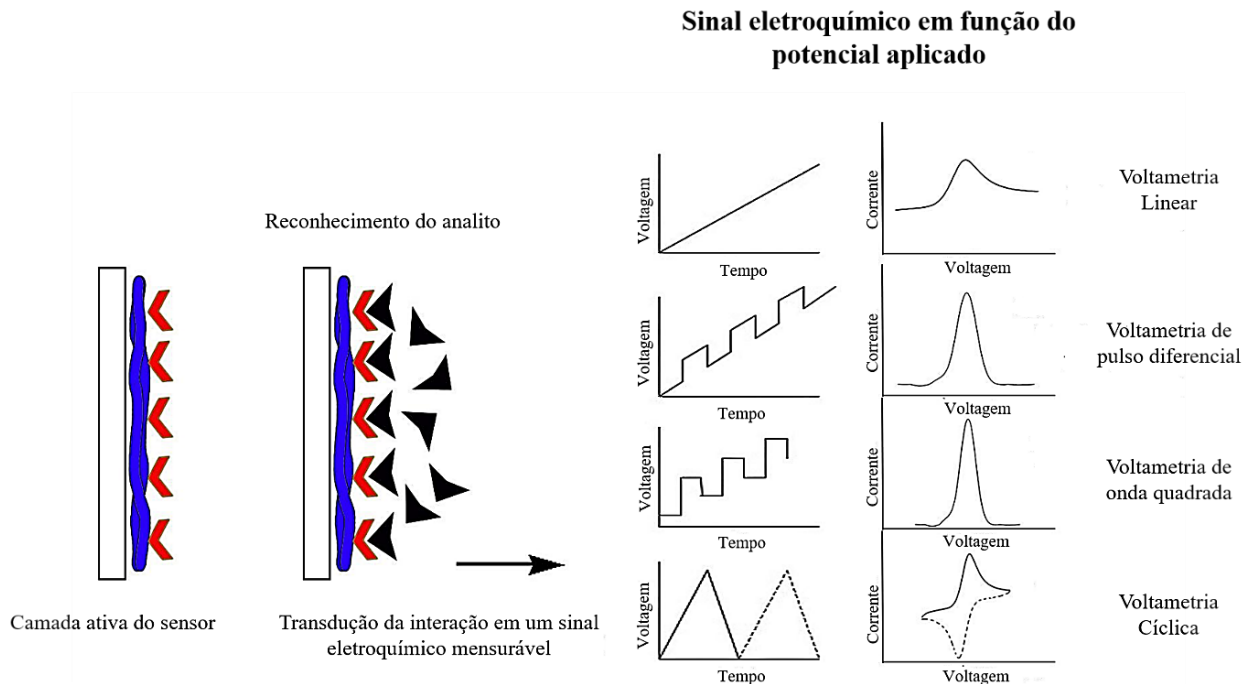 Sinal eletroquímico em função do
potencial aplicado
Reconhecimento do analito
Camada ativa do sensor
Transdução da interação em um sinal
eletroquímico mensurável
Voltagem
Tempo
Corrente
Voltagem
Voltametria
Linear
Voltagem
Tempo
Corrente
Voltagem
Voltametria de
pulso diferencial
Voltagem
Tempo
Corrente
Voltagem
Voltametria de
onda quadrada
Voltagem
Tempo
Corrente
Voltagem
Voltametria
Cíclica